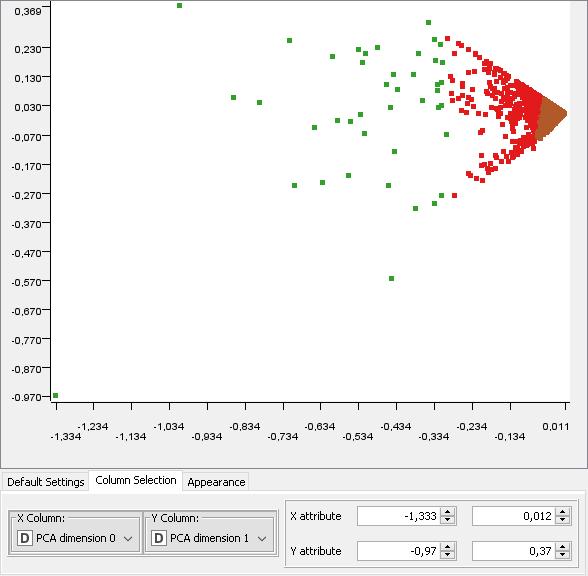 0,369
0,230
0,130
0,030
-0,070
-0,170
-0,270
-0,370
-0,470
-0,570
-0,670
-0,770
-0,870
-0,970
-1,234 -1,034 -0,834 -0,634 -0,434 -0,234 0,011
-1,334 -1,134 -0,934 -0,734 -0,534 -0,334 -0,134
Default Settings Column Selection Appearance
X Column: Y Column:
X attribute -1,333 0,012
D PCA dimension 0 D PCA dimension 1
Y attribute -0,97 0,37